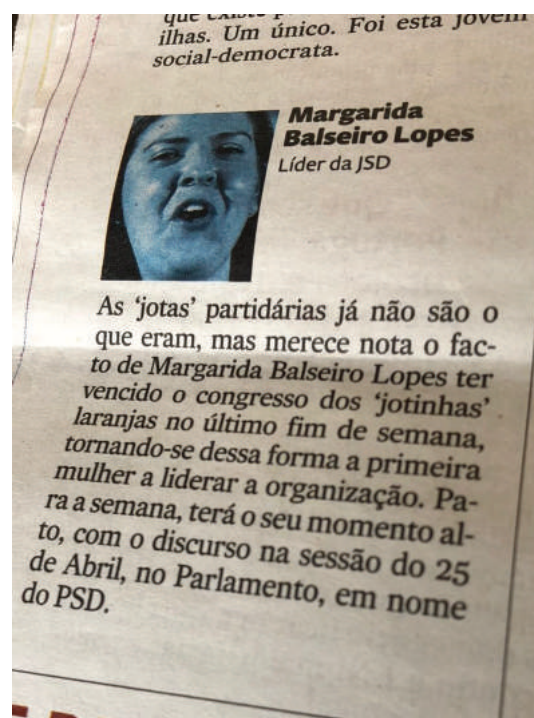 que existe
ilhas. Um único. Foi esta jovem
social-democrata.
Margarida
Balseiro Lopes
Líder da JSD
As ‘jotas’ partidárias já não são o
que eram, mas merece nota o fac-
to de Margarida Balseiro Lopes ter
vencido o congresso dos ‘jotinhas’
laranjas no último fim de semana,
tornando-se dessa forma a primeira
mulher a liderar a organização. Pa-
ra a semana, terá o seu momento al-
to, com o discurso na sessão do 25
de Abril, no Parlamento, em nome
do PSD.